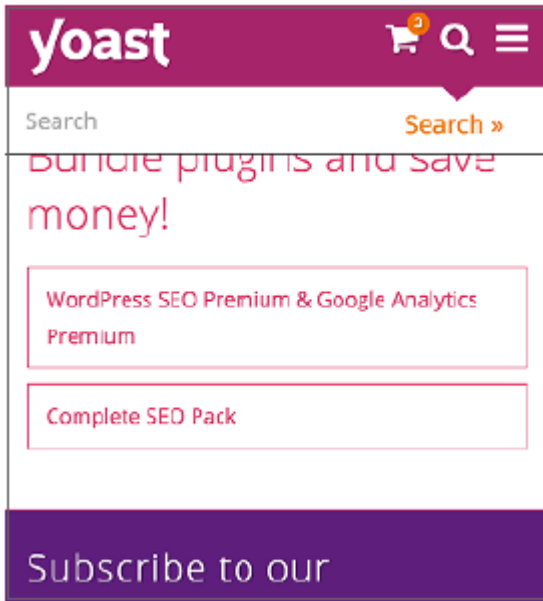 yoast
3
Search
Search »
Bundle plugins and save
money!
WordPress SEO Premium & Google Analytics
Premium
Complete SEO Pack
Subscribe to our